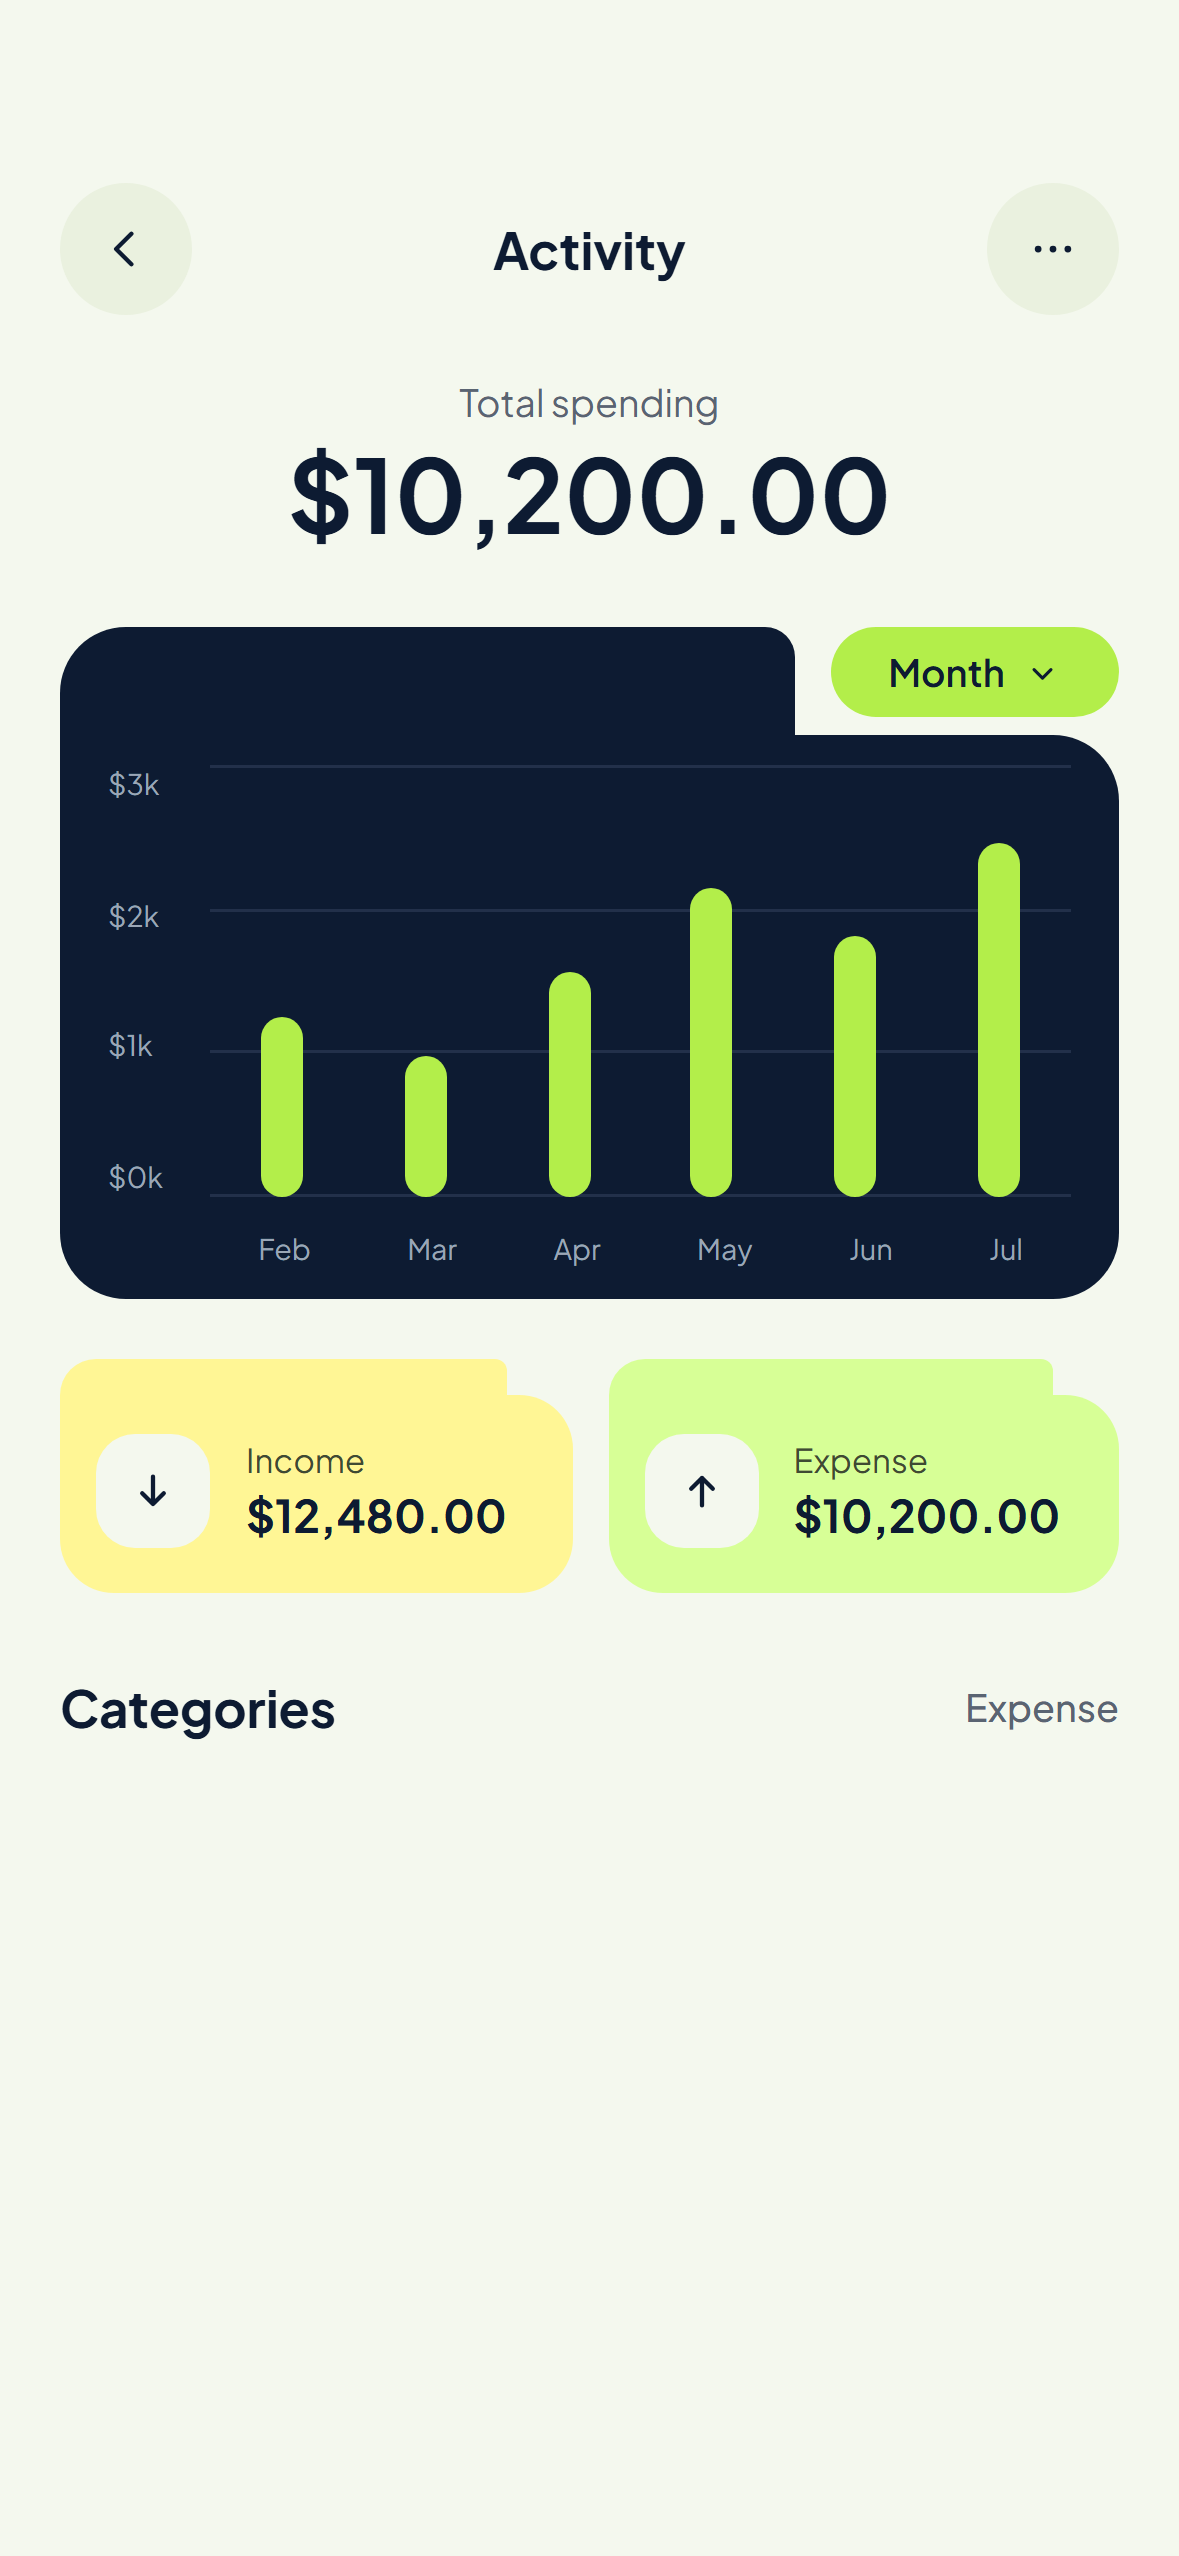 Activity
Total spending
$10,200.00
Month
$3k
$2k
$1k
$0k
Feb Mar Apr May Jun Jul
Income
$12,480.00
Expense
$10,200.00
Categories
Expense